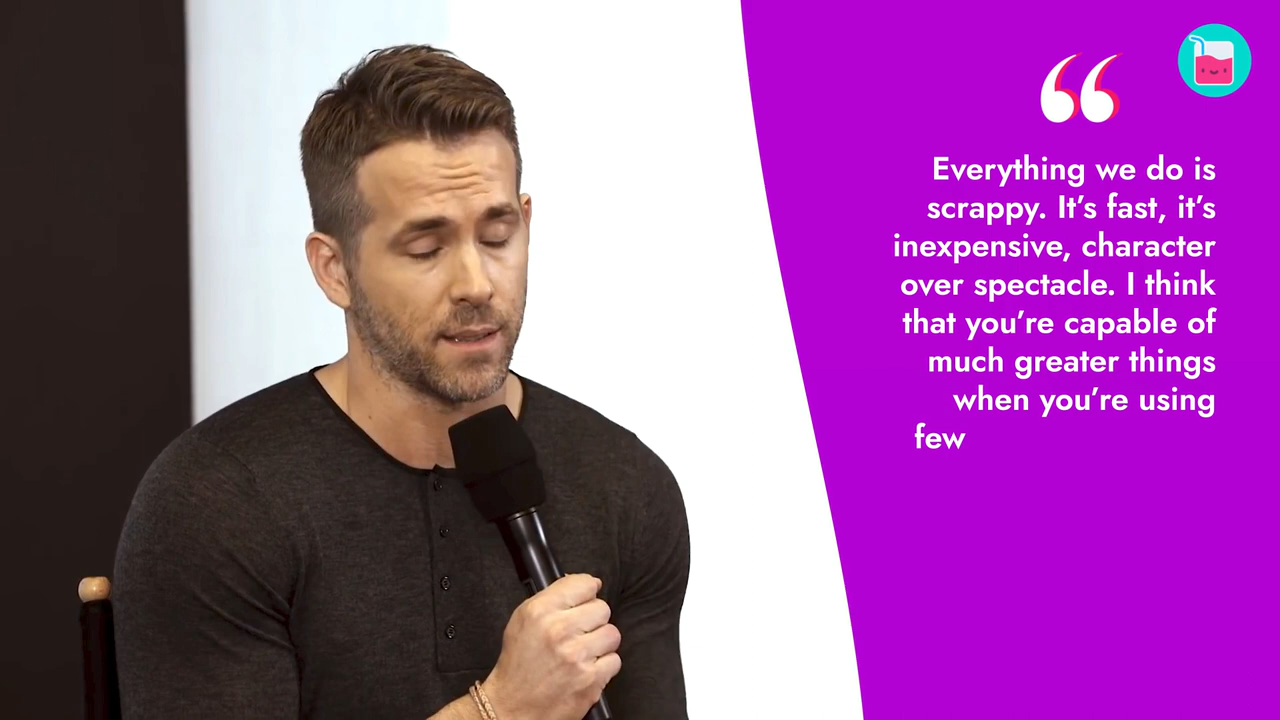 Everything we do is
scrappy. It’s fast, it’s
inexpensive, character
over spectacle. I think
that you’re capable of
much greater things
when you’re using
few